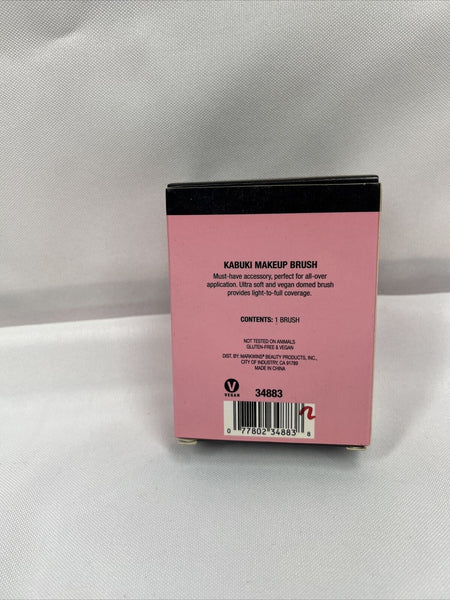 KABUKI MAKEUP BRUSH
Must-have accessory, perfect for all-over
application. Ultra soft and vegan domed brush
provides light-to-full coverage.
CONTENTS: 1 BRUSH
NOT TESTED ON ANIMALS
GLUTEN-FREE & VEGAN
DIST. BY: MARKWINS® BEAUTY PRODUCTS, INC.,
CITY OF INDUSTRY, CA 91789
MADE IN CHINA
V
VEGAN
34883
n
0 77802 34883 8